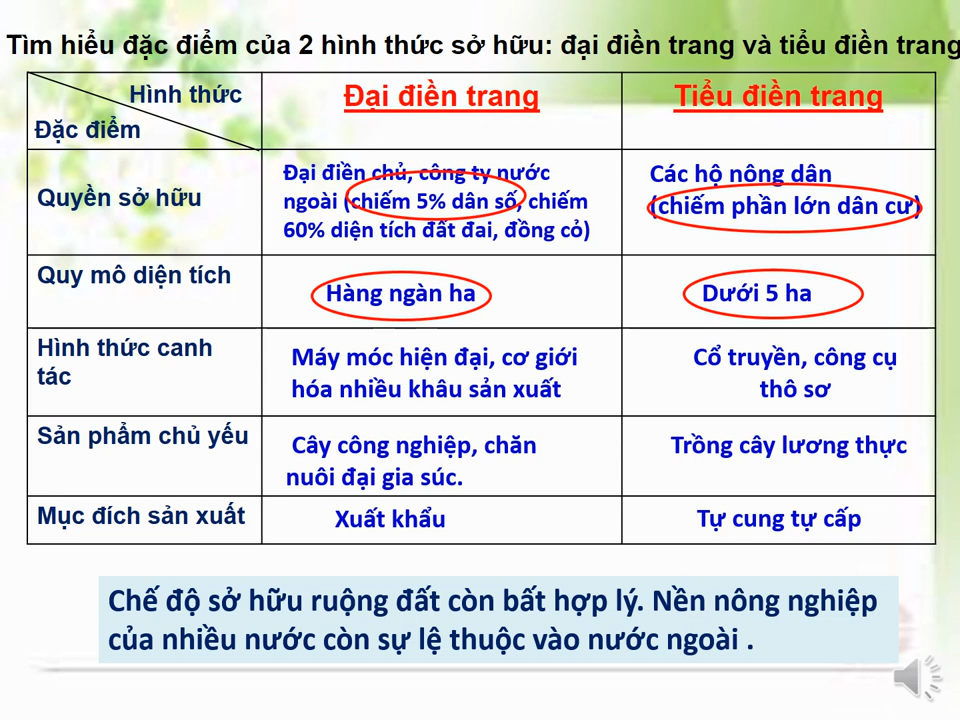 Tìm hiểu đặc điểm của 2 hình thức sở hữu: đại điền trang và tiểu điền trang
Hình thức
Đặc điểm
Đại điền trang
Tiểu điền trang
Quyền sở hữu
Đại điền chủ, công ty nước
ngoài (chiếm 5% dân số, chiếm
60% diện tích đất đai, đồng cỏ)
Các hộ nông dân
(chiếm phần lớn dân cư)
Quy mô diện tích
Hàng ngàn ha
Dưới 5 ha
Hình thức canh
tác
Máy móc hiện đại, cơ giới
hóa nhiều khâu sản xuất
Cổ truyền, công cụ
thô sơ
Sản phẩm chủ yếu
Cây công nghiệp, chăn
nuôi đại gia súc.
Trồng cây lương thực
Mục đích sản xuất
Xuất khẩu
Tự cung tự cấp
Chế độ sở hữu ruộng đất còn bất hợp lý. Nền nông nghiệp
của nhiều nước còn sự lệ thuộc vào nước ngoài .